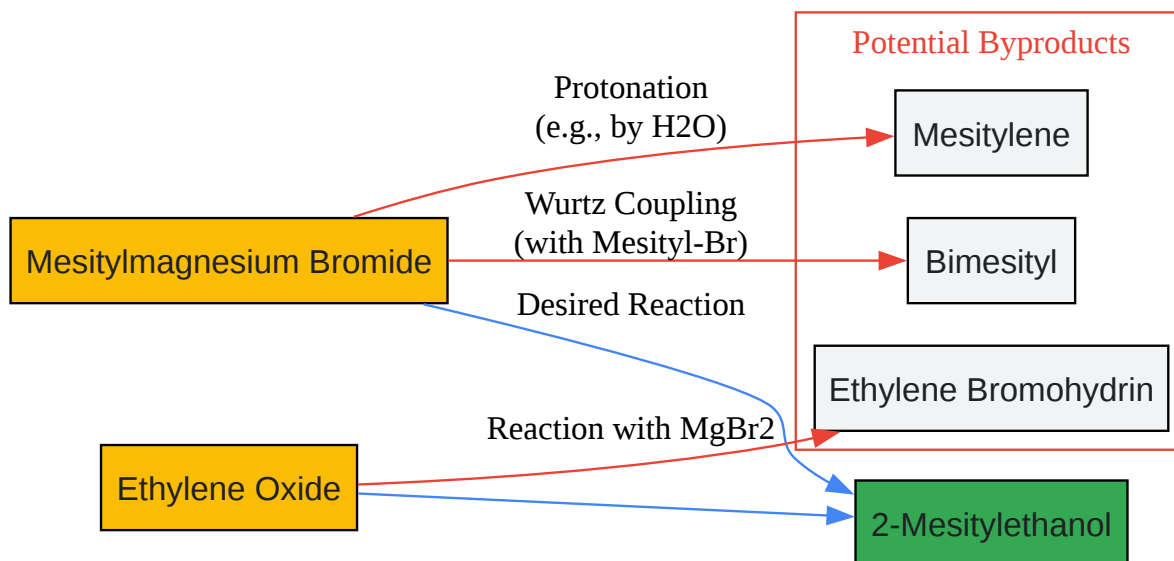 Potential Byproducts
Protonation
(e.g., by H2O)
Mesitylene
Wurtz Coupling
(with Mesityl-Br)
Mesitylmagnesium Bromide
Bimesityl
Desired Reaction
Ethylene Bromohydrin
Reaction with MgBr2
Ethylene Oxide
2-Mesitylethanol